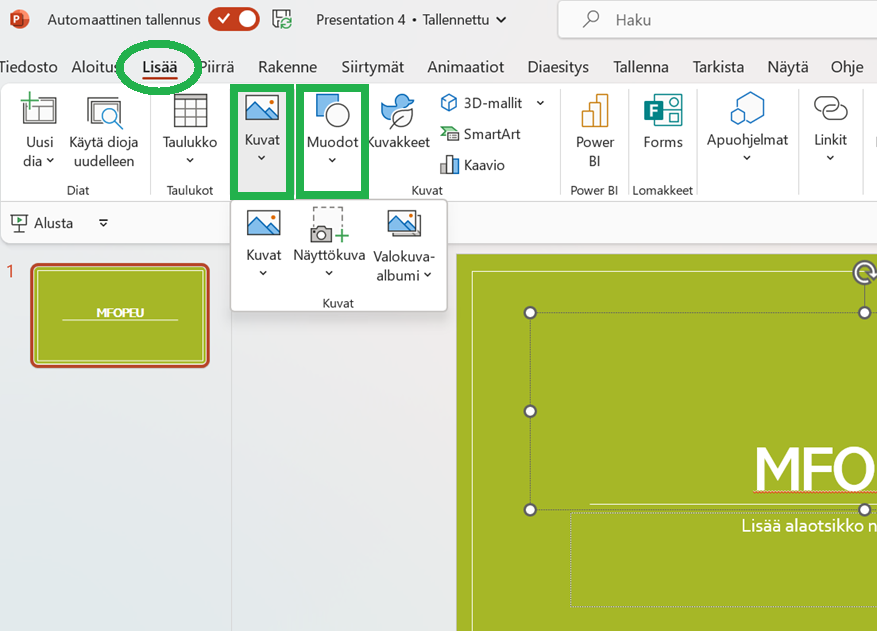 Automaattinen tallennus
Presentation 4 • Tallennettu
Haku
Tiedosto Aloitus Lisää Piirrä Rakenne Siirtymät Animaatiot Diaesitys Tallenna Tarkista Näytä Ohje
Uusi
dia
Käytä dioja
uudelleen
Diat
Taulukko
Taulukot
Kuvat
Muodot
Kuvakkeet
3D-mallit
SmartArt
Kaavio
Kuvat
Power
BI
Power BI
Forms
Lomakkeet
Apuohjelmat
Linkit
Alusta
Kuvat
Näyttökuva
Valokuva-
albumi
Kuvat
1
MFOPEU
MFO
Lisää alaotsikko n